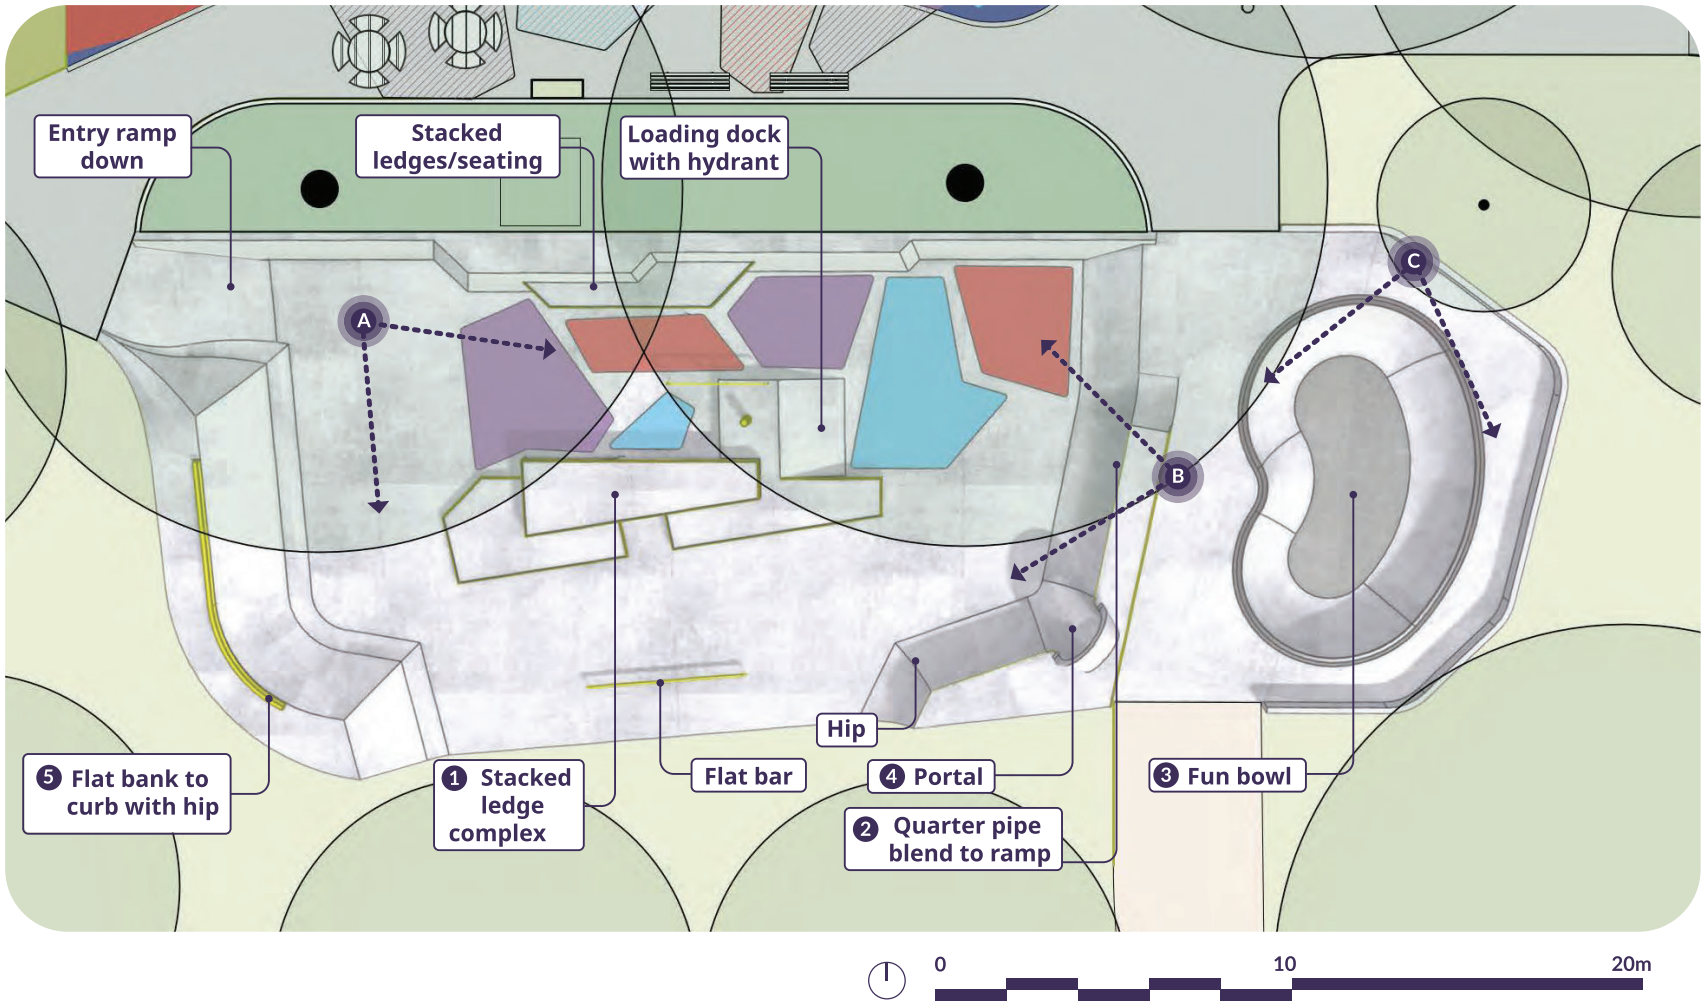 Entry ramp
down
Stacked
ledges/seating
Loading dock
with hydrant
A
B
C
5 Flat bank to
curb with hip
1 Stacked
ledge
complex
Flat bar
Hip
4 Portal
2 Quarter pipe
blend to ramp
3 Fun bowl
0 10 20m